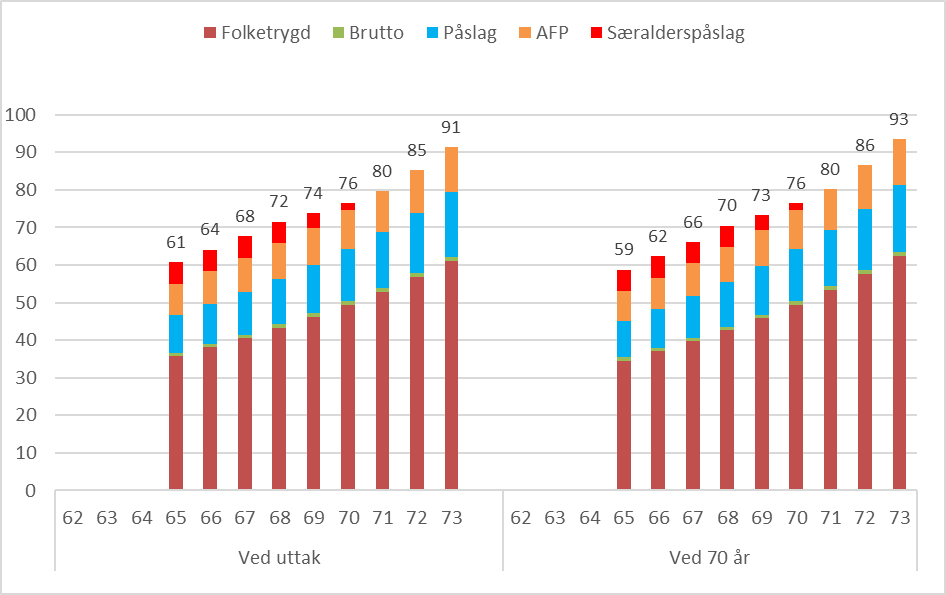 Folketrygd Brutto Påslag AFP Særalderspåslag
100
90
80
70
60
50
40
30
20
10
0
61 64 68 72 74 76 80 85 91
59 62 66 70 73 76 80 86 93
62 63 64 65 66 67 68 69 70 71 72 73 62 63 64 65 66 67 68 69 70 71 72 73
Ved uttak Ved 70 år